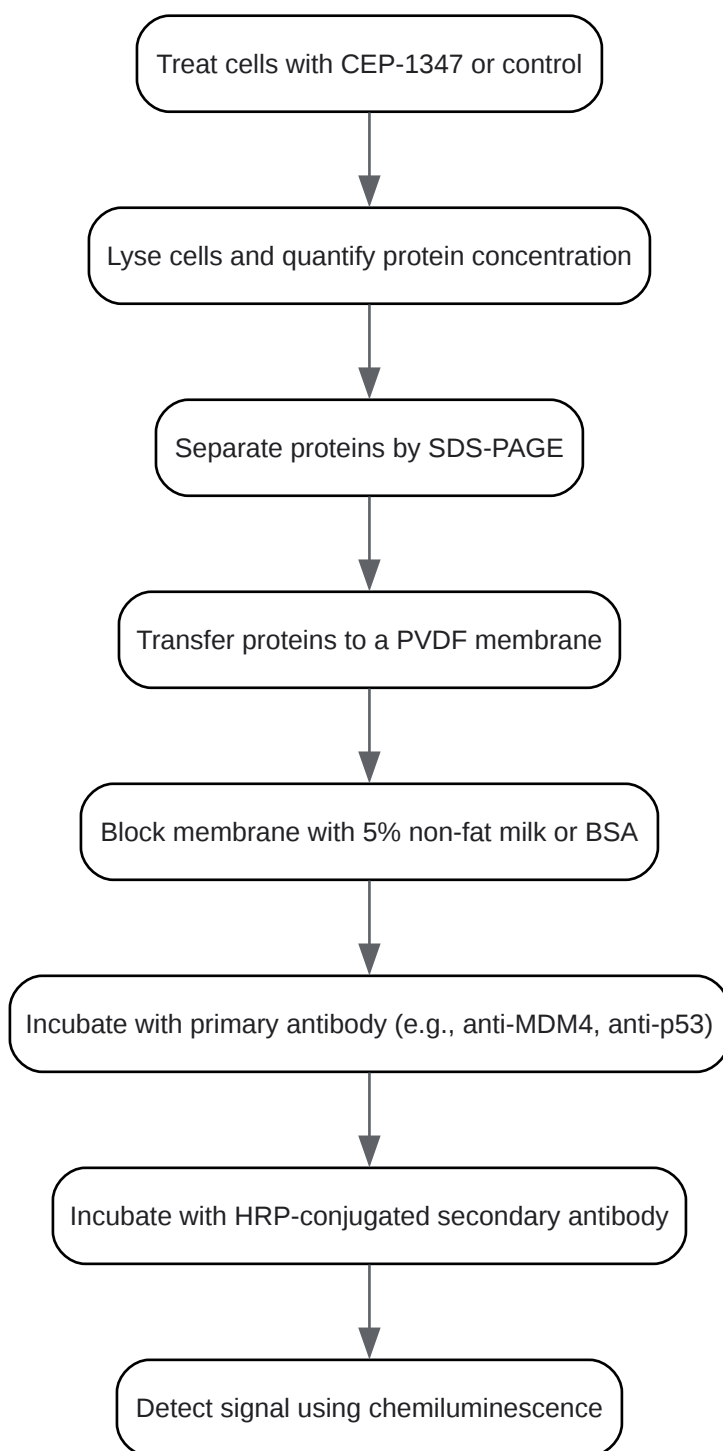 Treat cells with CEP-1347 or control
Lyse cells and quantify protein concentration
Separate proteins by SDS-PAGE
Transfer proteins to a PVDF membrane
Block membrane with 5% non-fat milk or BSA
Incubate with primary antibody (e.g., anti-MDM4, anti-p53)
Incubate with HRP-conjugated secondary antibody
Detect signal using chemiluminescence